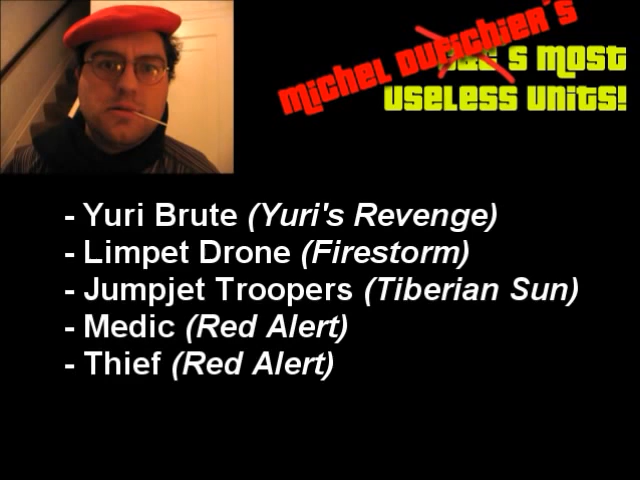 Michel Dufichier's
's Most
Useless Units!
- Yuri Brute (Yuri's Revenge)
- Limpet Drone (Firestorm)
- Jumpjet Troopers (Tiberian Sun)
- Medic (Red Alert)
- Thief (Red Alert)